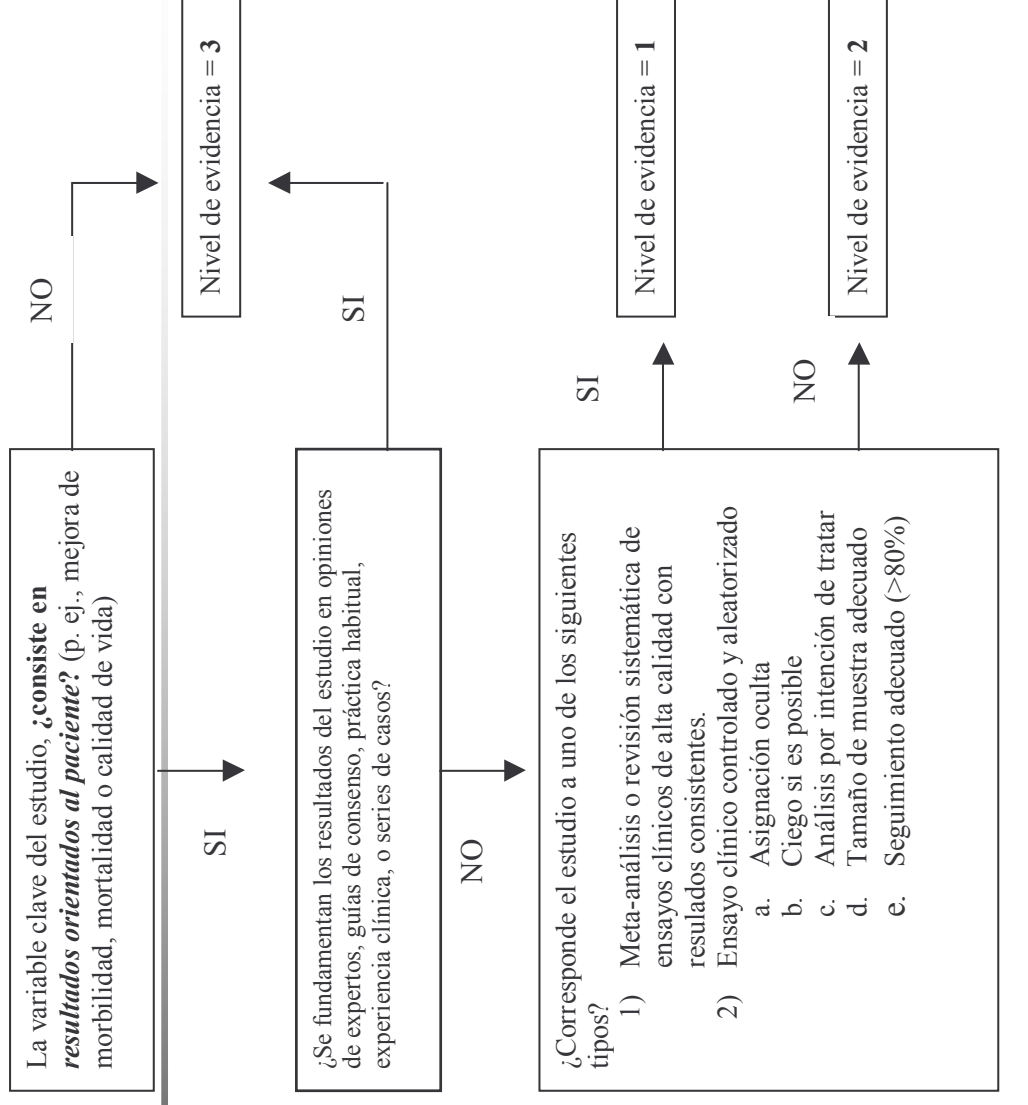 La variable clave del estudio, ¿consiste en
resultados orientados al paciente? (p. ej., mejora de
morbilidad, mortalidad o calidad de vida)
NO
Nivel de evidencia = 3
SI
¿Se fundamentan los resultados del estudio en opiniones
de expertos, guías de consenso, práctica habitual,
experiencia clínica, o series de casos?
SI
NO
¿Corresponde el estudio a uno de los siguientes
tipos?
1) Meta-análisis o revisión sistemática de
ensayos clínicos de alta calidad con
resulados consistentes.
2) Ensayo clínico controlado y aleatorizado
a. Asignación oculta
b. Ciego si es posible
c. Análisis por intención de tratar
d. Tamaño de muestra adecuado
e. Seguimiento adecuado (>80%)
SI
Nivel de evidencia = 1
NO
Nivel de evidencia = 2